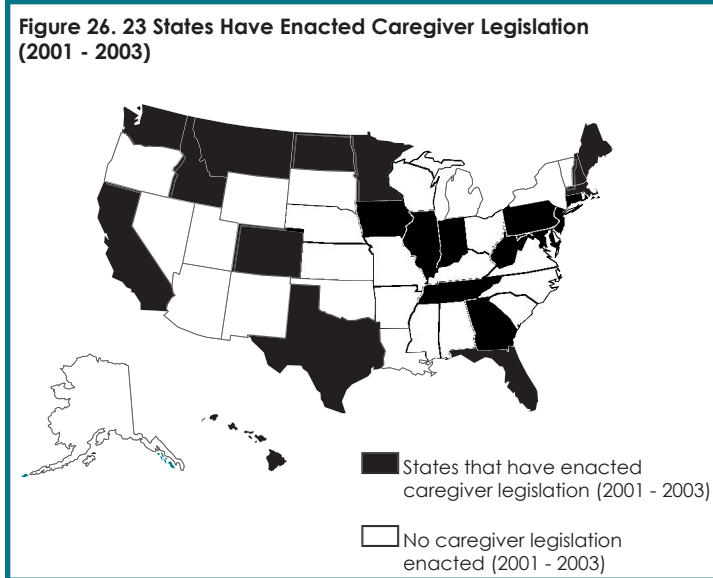 Figure 26. 23 States Have Enacted Caregiver Legislation
(2001 - 2003)
States that have enacted
caregiver legislation (2001 - 2003)
No caregiver legislation
enacted (2001 - 2003)